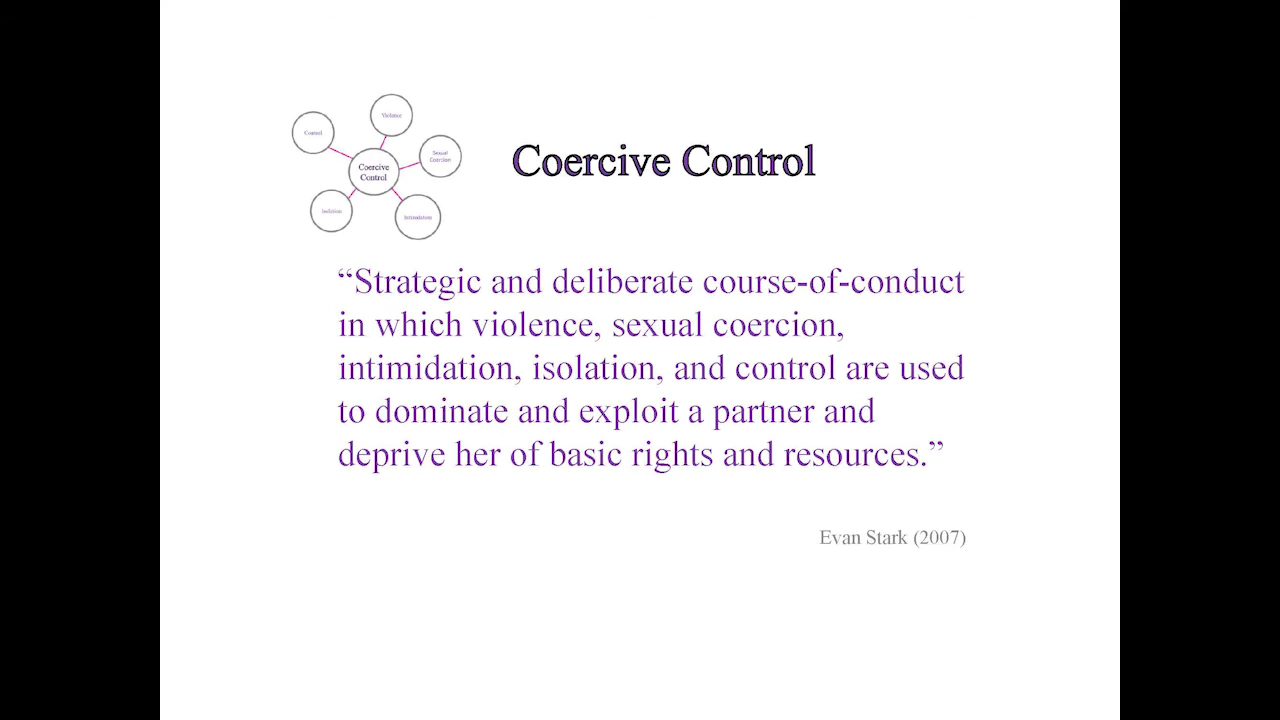 Violence
Control
Sexual
Coercion
Coercive
Control
Isolation
Intimidation
Coercive Control
“Strategic and deliberate course-of-conduct
in which violence, sexual coercion,
intimidation, isolation, and control are used
to dominate and exploit a partner and
deprive her of basic rights and resources.”
Evan Stark (2007)